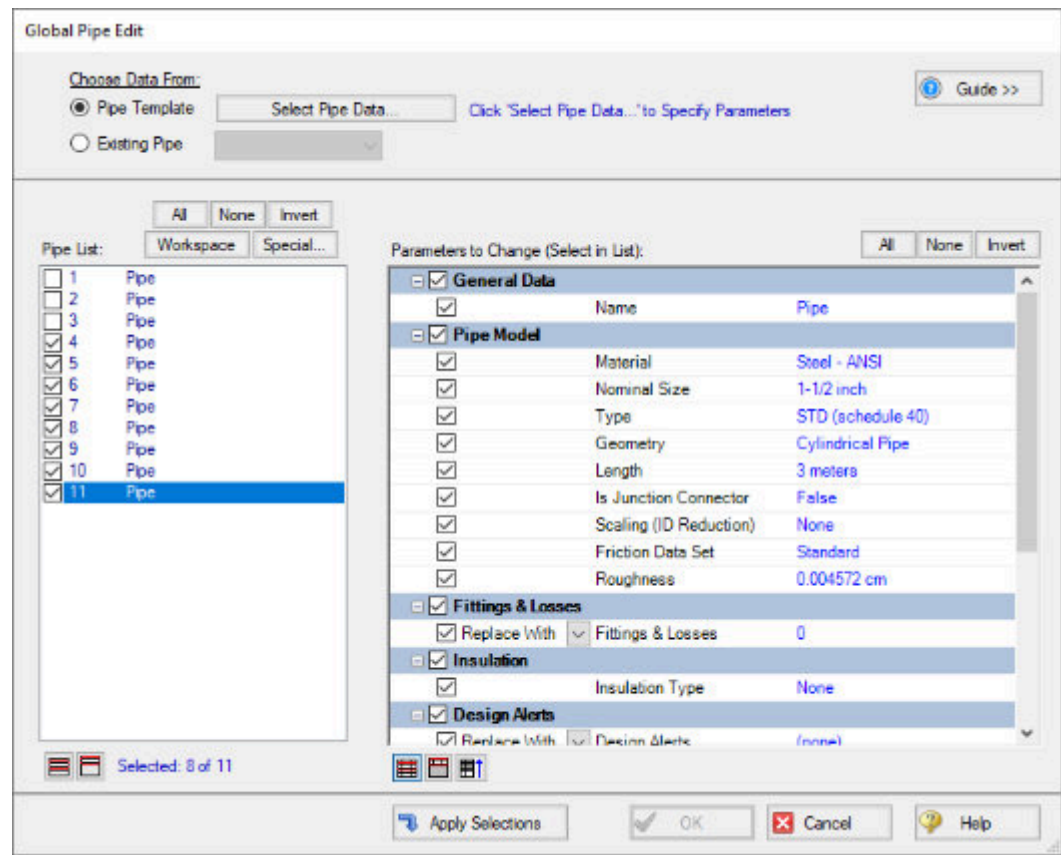 Global Pipe Edit
Choose Data From:
Pipe Template
Select Pipe Data...
Click 'Select Pipe Data...' to Specify Parameters
Guide >>
Existing Pipe
All None Invert
Pipe List: Workspace Special...
Parameters to Change (Select in List): All None Invert
1 Pipe
2 Pipe
3 Pipe
4 Pipe
5 Pipe
6 Pipe
7 Pipe
8 Pipe
9 Pipe
10 Pipe
11 Pipe
General Data
Name Pipe
Pipe Model
Material Steel - ANSI
Nominal Size 1-1/2 inch
Type STD (schedule 40)
Geometry Cylindrical Pipe
Length 3 meters
Is Junction Connector False
Scaling (ID Reduction) None
Friction Data Set Standard
Roughness 0.004572 cm
Fittings & Losses
Replace With Fittings & Losses 0
Insulation
Insulation Type None
Design Alerts
Replace With Design Alerts (none)
Selected: 8 of 11
Apply Selections OK Cancel Help